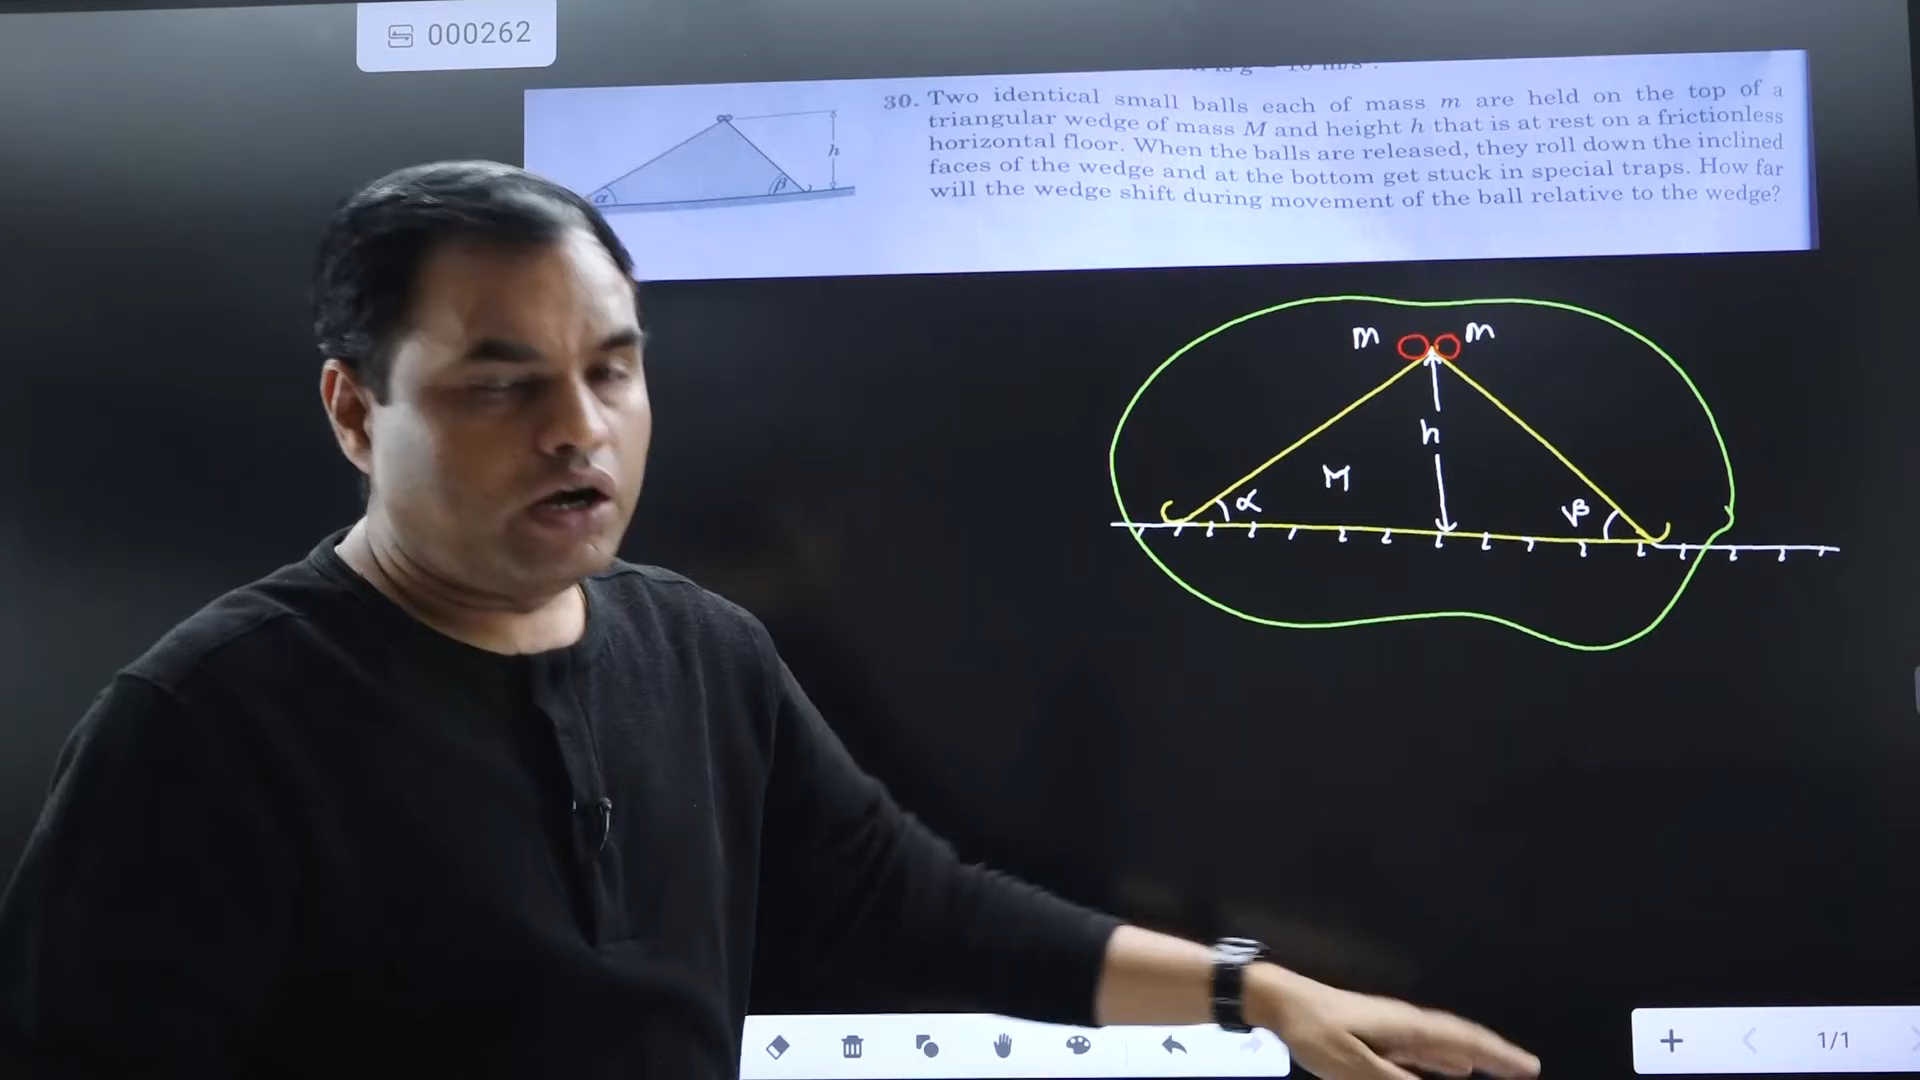 000262
30. Two identical small balls each of mass m are held on the top of a
triangular wedge of mass M and height h that is at rest on a frictionless
horizontal floor. When the balls are released, they roll down the inclined
faces of the wedge and at the bottom get stuck in special traps. How far
will the wedge shift during movement of the ball relative to the wedge?
h
α
β
m
m
h
M
α
β
1/1